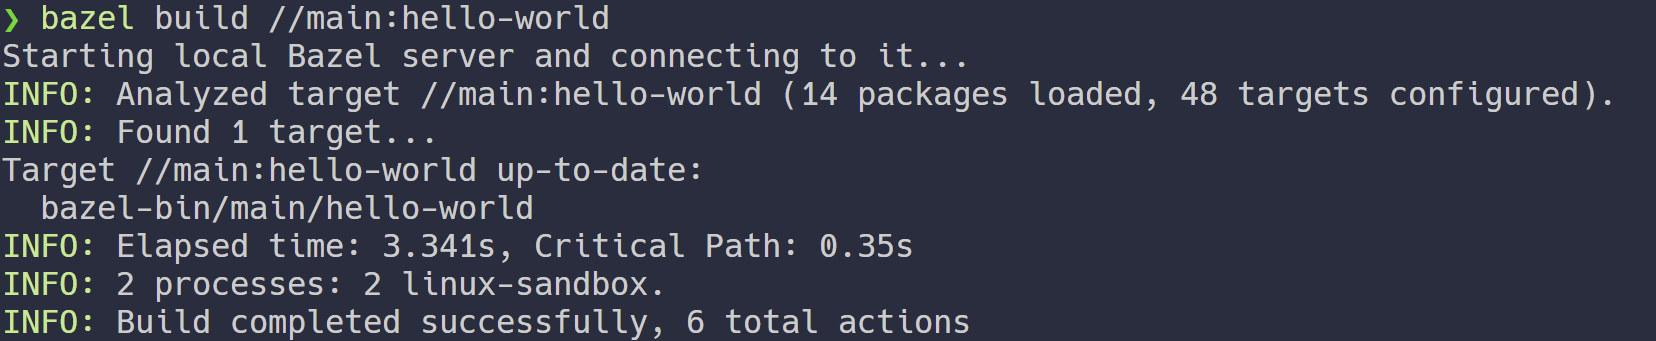 ❯ bazel build //main:hello-world
Starting local Bazel server and connecting to it...
INFO: Analyzed target //main:hello-world (14 packages loaded, 48 targets configured).
INFO: Found 1 target...
Target //main:hello-world up-to-date:
  bazel-bin/main/hello-world
INFO: Elapsed time: 3.341s, Critical Path: 0.35s
INFO: 2 processes: 2 linux-sandbox.
INFO: Build completed successfully, 6 total actions